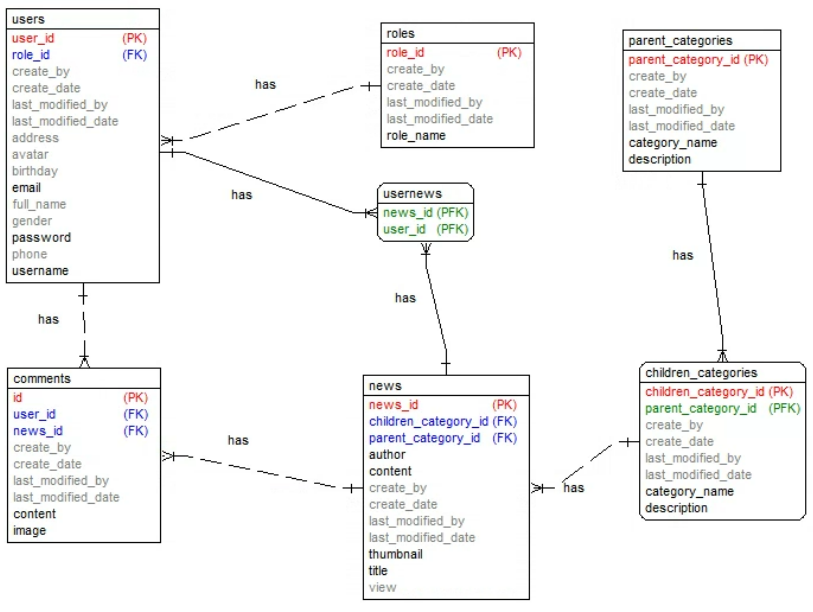 users
user_id (PK)
role_id (FK)
create_by
create_date
last_modified_by
last_modified_date
address
avatar
birthday
email
full_name
gender
password
phone
username
has
roles
role_id (PK)
create_by
create_date
last_modified_by
last_modified_date
role_name
has
usernews
news_id (PFK)
user_id (PFK)
has
parent_categories
parent_category_id (PK)
create_by
create_date
last_modified_by
last_modified_date
category_name
description
has
has
comments
id (PK)
user_id (FK)
news_id (FK)
create_by
create_date
last_modified_by
last_modified_date
content
image
has
news
news_id (PK)
children_category_id (FK)
parent_category_id (FK)
author
content
create_by
create_date
last_modified_by
last_modified_date
thumbnail
title
view
has
children_categories
children_category_id (PK)
parent_category_id (PFK)
create_by
create_date
last_modified_by
last_modified_date
category_name
description